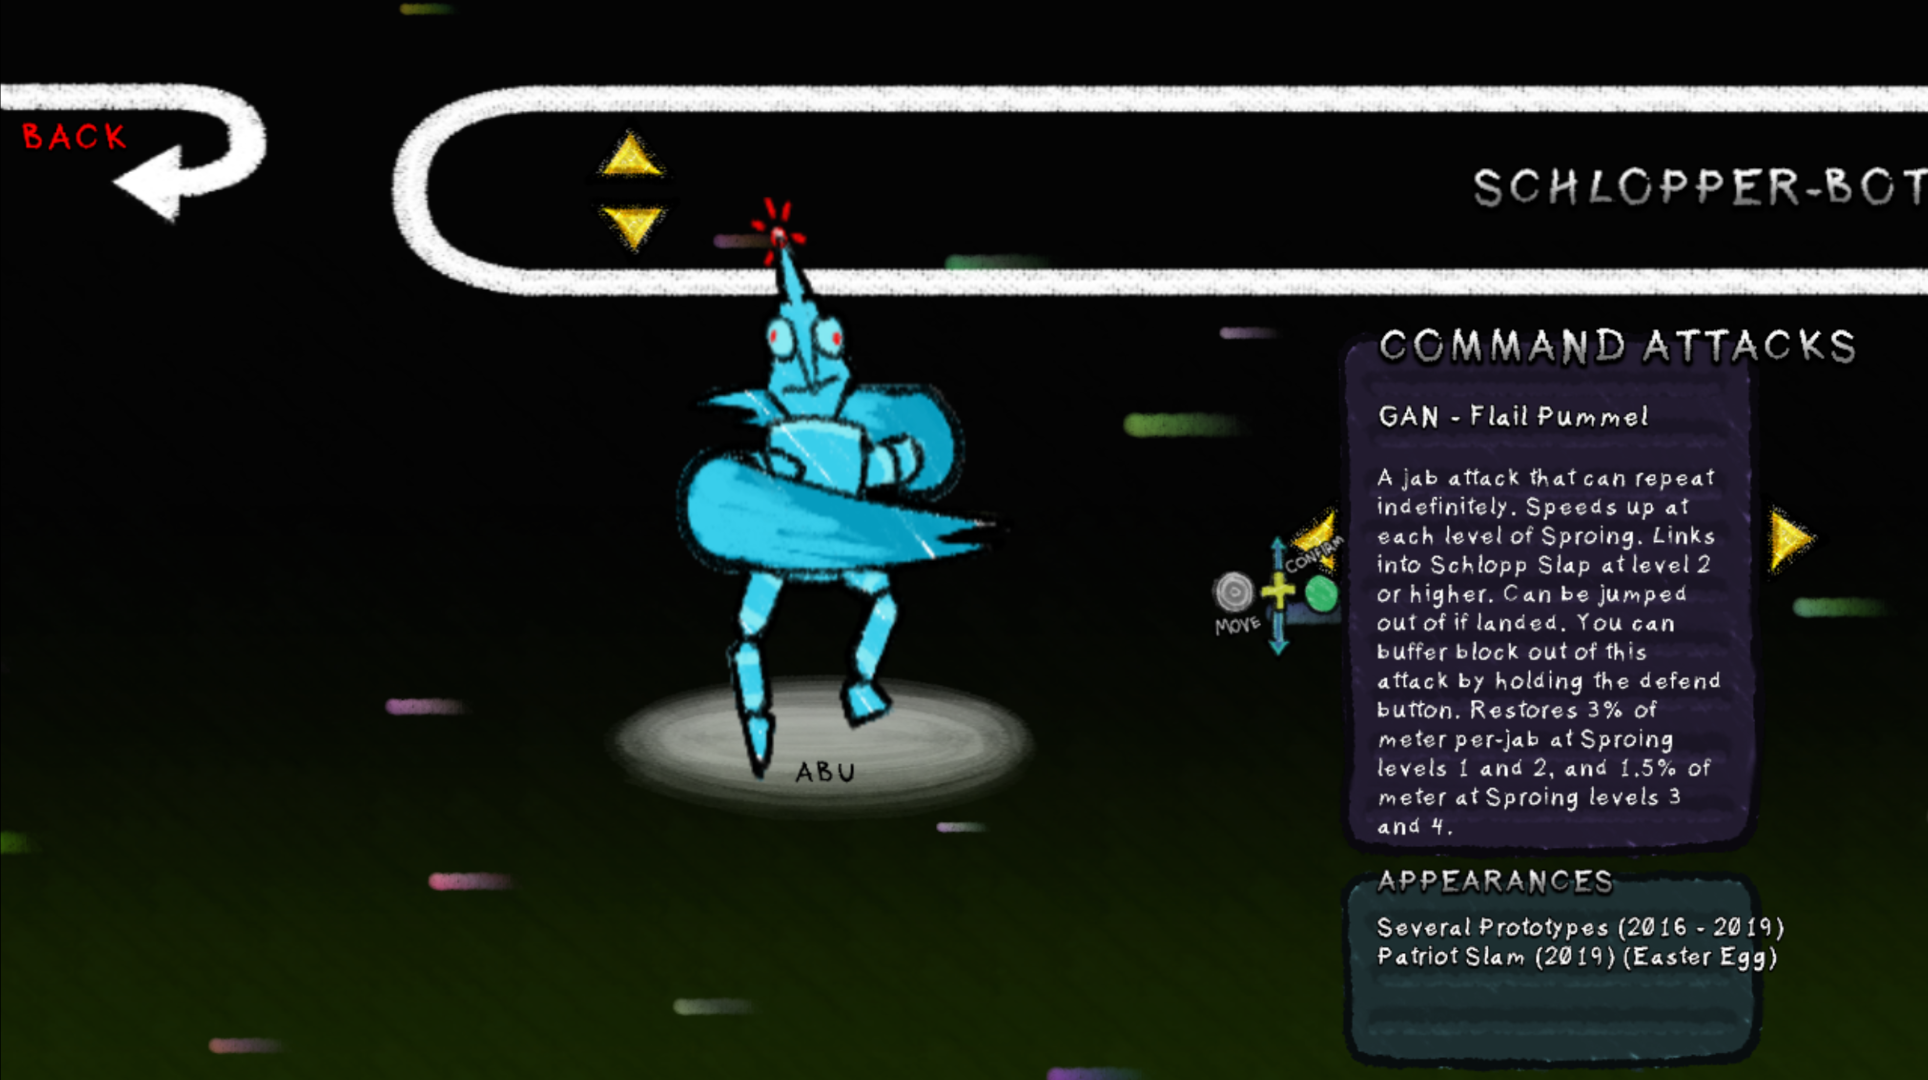 BACK
SCHLOPPER-BOT
COMMAND ATTACKS
GAN - Flail Pummel
A jab attack that can repeat
indefinitely. Speeds up at
each level of Sproing. Links
into Schlopp Slap at level 2
or higher. Can be jumped
out of if landed. You can
buffer block out of this
attack by holding the defend
button. Restores 3% of
meter per-jab at Sproing
levels 1 and 2, and 1.5% of
meter at Sproing levels 3
and 4.
CONFIRM
MOVE
ABU
APPEARANCES
Several Prototypes (2016 - 2019)
Patriot Slam (2019) (Easter Egg)